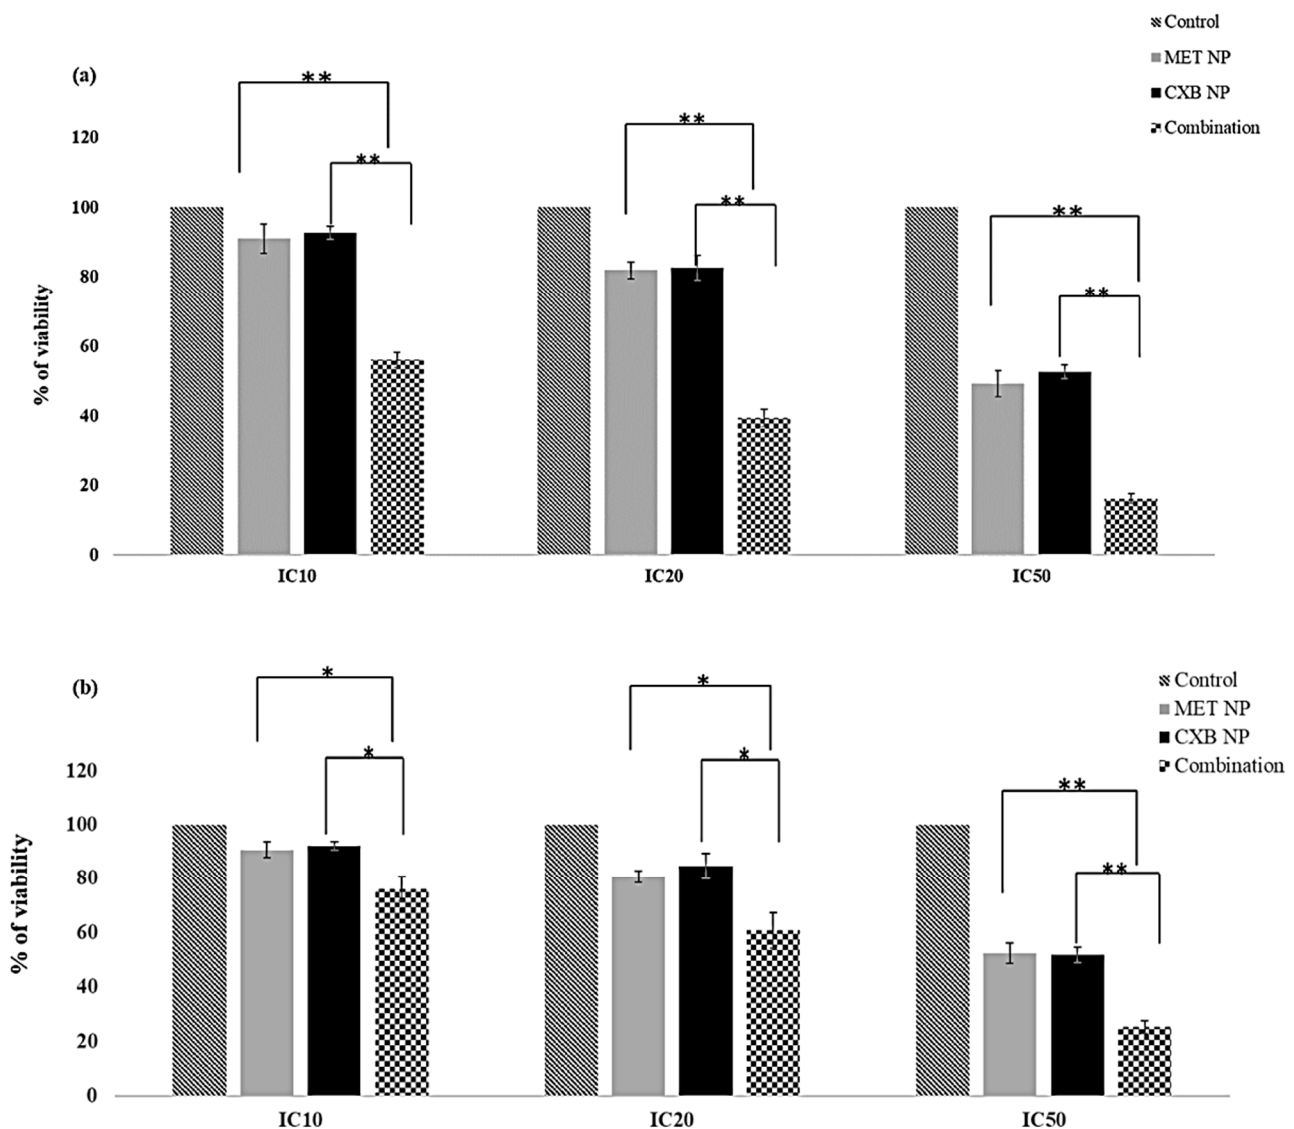 Control
MET NP
CXB NP
Combination
(a)
**
**
**
**
**
**
120
100
80
60
40
20
0
% of viability
IC10 IC20 IC50
(b)
Control
MET NP
CXB NP
Combination
*
*
*
*
**
**
120
100
80
60
40
20
0
% of viability
IC10 IC20 IC50